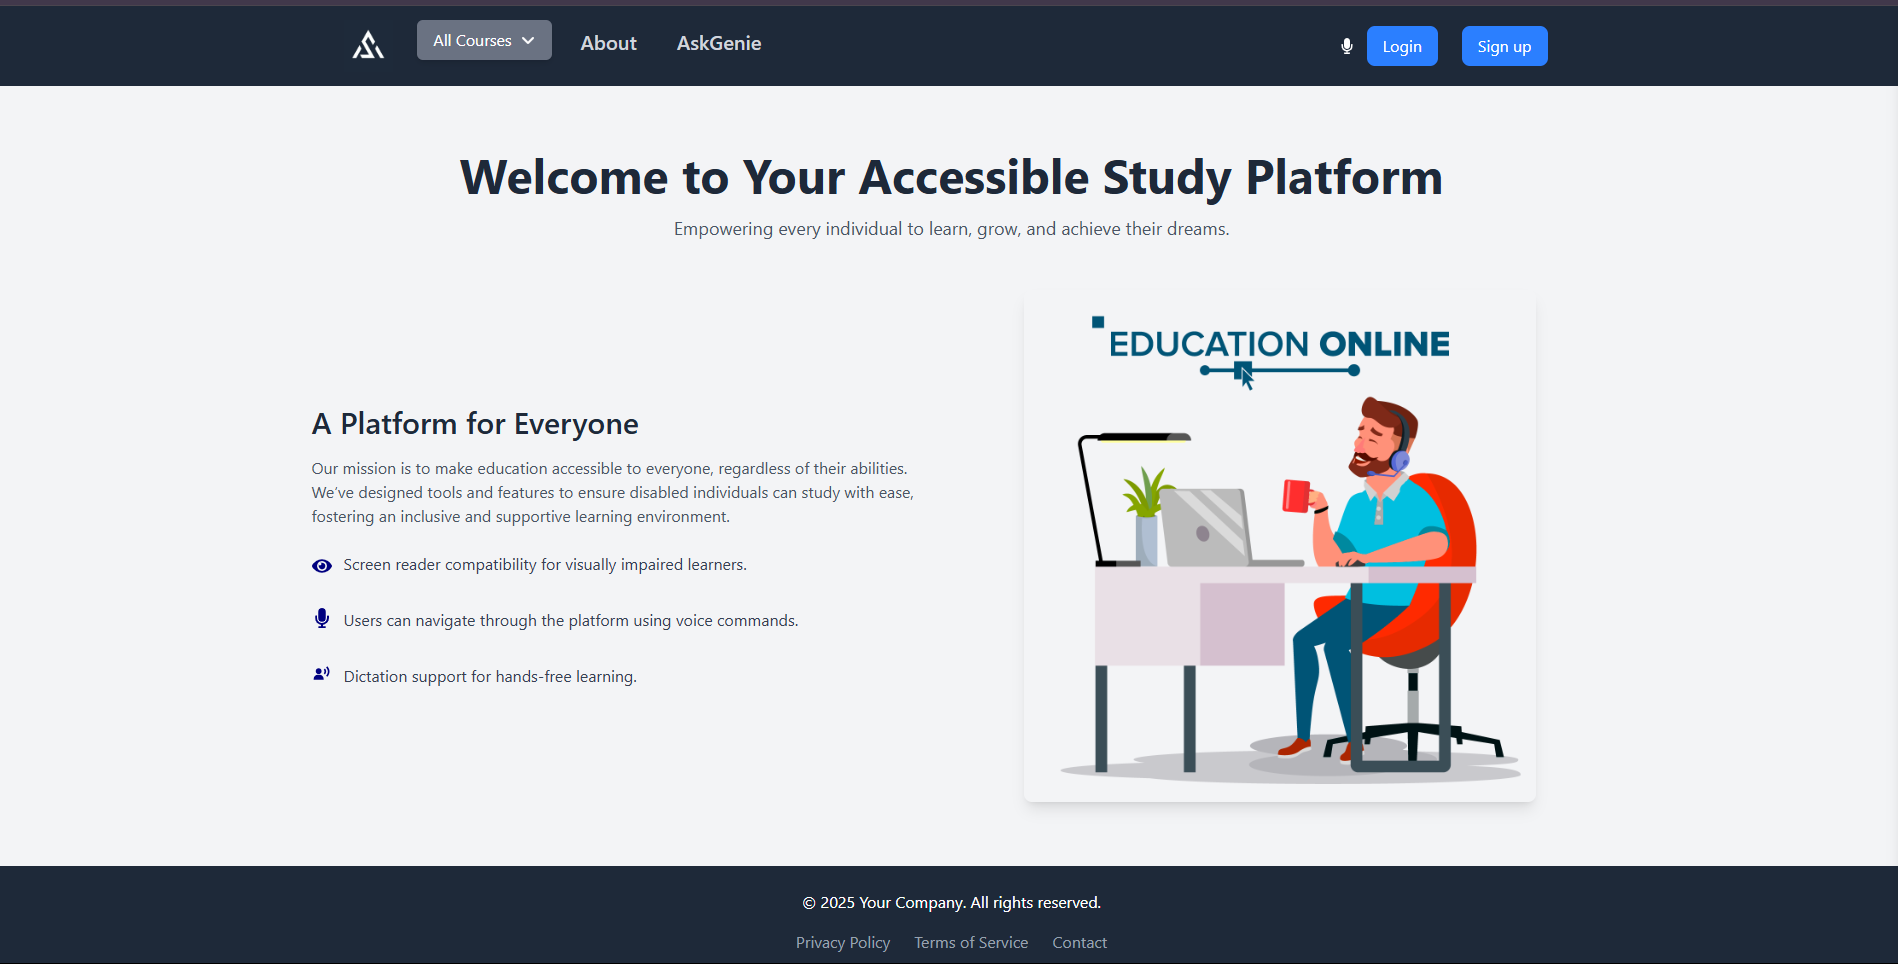 All Courses
About
AskGenie
Login
Sign up
Welcome to Your Accessible Study Platform
Empowering every individual to learn, grow, and achieve their dreams.
EDUCATION ONLINE
A Platform for Everyone
Our mission is to make education accessible to everyone, regardless of their abilities.
We've designed tools and features to ensure disabled individuals can study with ease,
fostering an inclusive and supportive learning environment.
Screen reader compatibility for visually impaired learners.
Users can navigate through the platform using voice commands.
Dictation support for hands-free learning.
© 2025 Your Company. All rights reserved.
Privacy Policy
Terms of Service
Contact